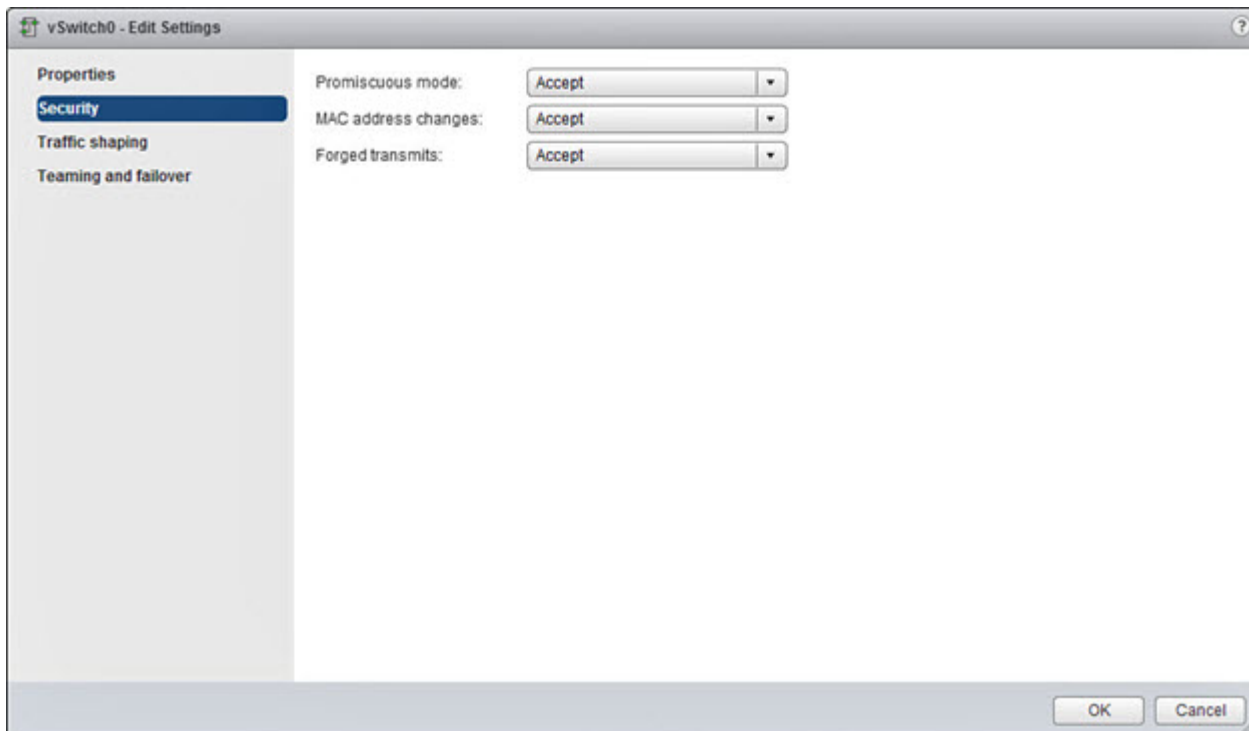 vSwitch0 - Edit Settings
?
Properties
Security
Traffic shaping
Teaming and failover
Promiscuous mode: Accept
MAC address changes: Accept
Forged transmits: Accept
OK Cancel